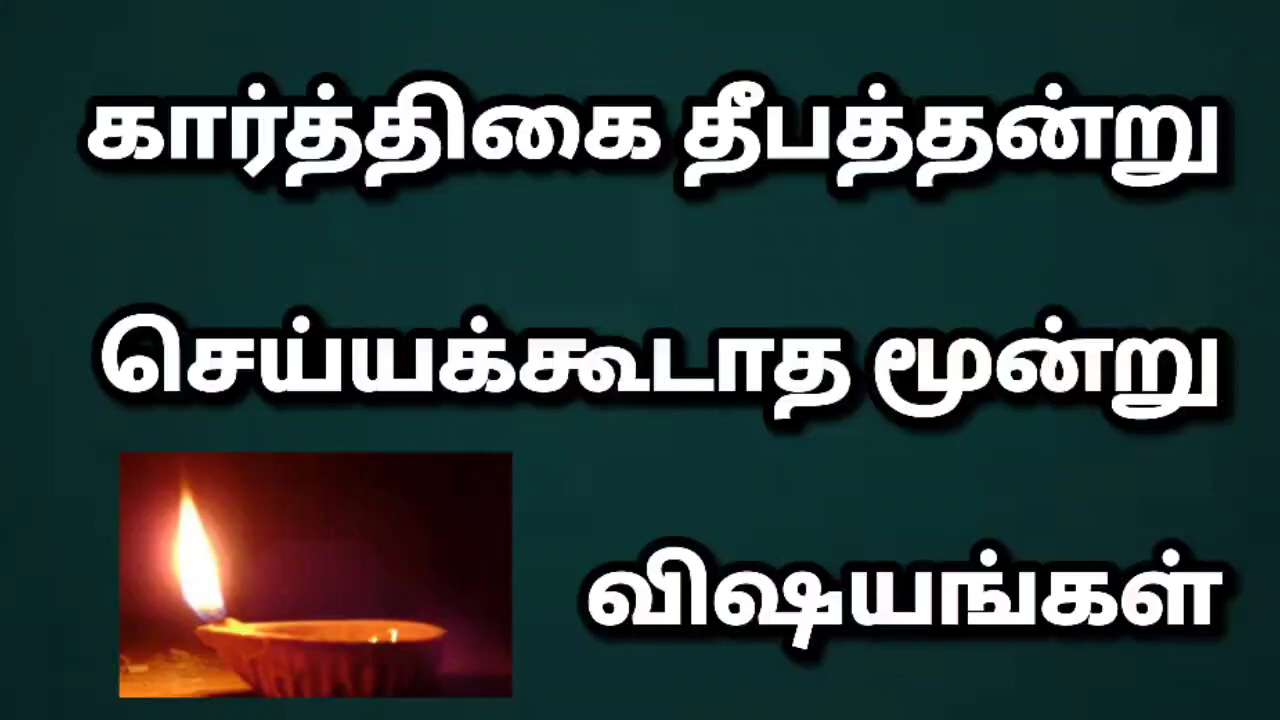 கார்த்திகை தீபத்தன்று
செய்யக்கூடாத மூன்று
விஷயங்கள்